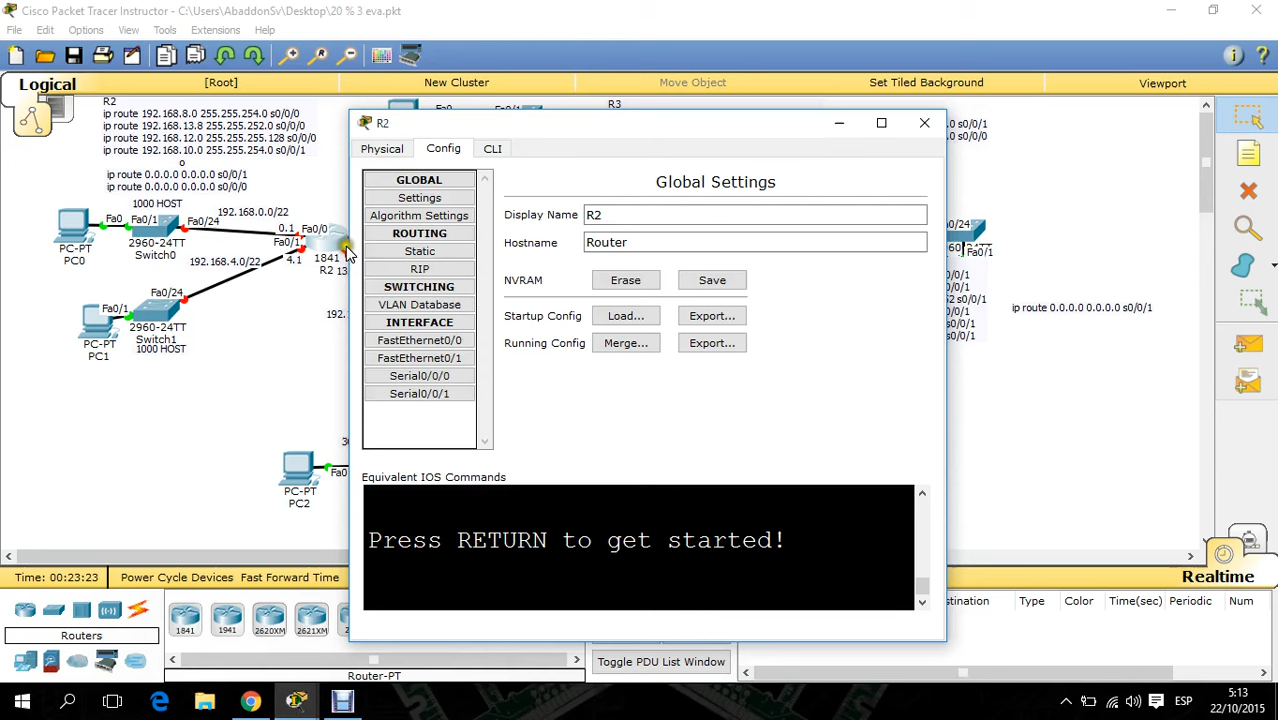 Cisco Packet Tracer Instructor - C:\Users\AbaddonSv\Desktop\20 % 3 eva.pkt
File Edit Options View Tools Extensions Help
Logical [Root] New Cluster Move Object Set Tiled Background Viewport
R2
ip route 192.168.8.0 255.255.254.0 s0/0/0
ip route 192.168.13.8 255.255.252.0 s0/0/0
ip route 192.168.12.0 255.255.255.128 s0/0/0
ip route 192.168.10.0 255.255.254.0 s0/0/1
o
ip route 0.0.0.0 0.0.0.0 s0/0/1
ip route 0.0.0.0 0.0.0.0 s0/0/0
1000 HOST
192.168.0.0/22
Fa0 Fa0/1 Fa0/24
0.1 Fa0/0
PC-PT
PC0
2960-24TT
Switch0
Fa0/1
4.1
1841
R2 13
192.168.4.0/22
Fa0/24
Fa0/1
PC-PT
PC1
2960-24TT
Switch1
1000 HOST
192.
Fa0
PC-PT
PC2
R3
Fa0/1
ip route 0.0.0.0 0.0.0.0 s0/0/1
R2
Physical Config CLI
GLOBAL
Settings
Algorithm Settings
ROUTING
Static
RIP
SWITCHING
VLAN Database
INTERFACE
FastEthernet0/0
FastEthernet0/1
Serial0/0/0
Serial0/0/1
Global Settings
Display Name R2
Hostname Router
NVRAM Erase Save
Startup Config Load... Export...
Running Config Merge... Export...
Equivalent IOS Commands
Press RETURN to get started!
Time: 00:23:23 Power Cycle Devices Fast Forward Time Realtime
Routers
1841 1941 2620XM 2621XM
Router-PT
Toggle PDU List Window
stination Type Color Time(sec) Periodic Num
ESP
5:13
22/10/2015